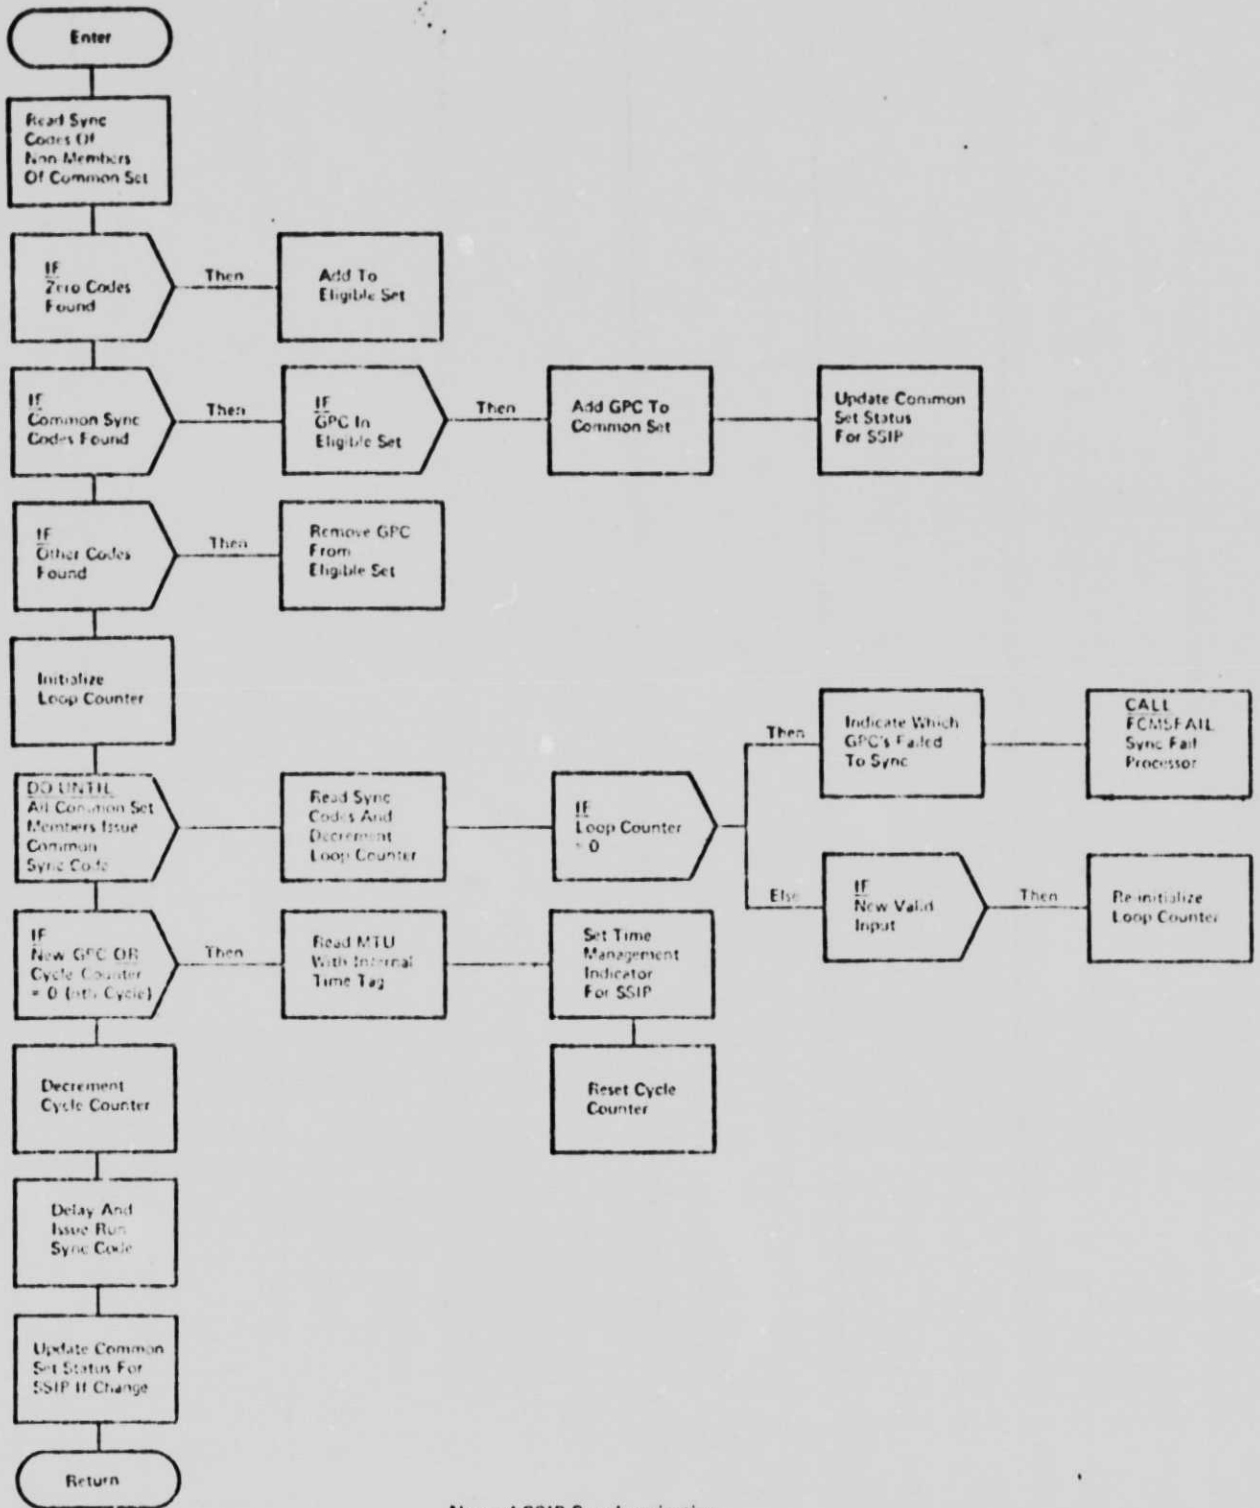 Enter
Read Sync
Codes Of
Non Members
Of Common Set
IF
Zero Codes
Found
Then
Add To
Eligible Set
IF
Common Sync
Codes Found
Then
IF
GPC In
Eligible Set
Then
Add GPC To
Common Set
Update Common
Set Status
For SSIP
IF
Other Codes
Found
Then
Remove GPC
From
Eligible Set
Initialize
Loop Counter
DO UNTIL
All Common Set
Members Issue
Common
Sync Code
Read Sync
Codes And
Decrement
Loop Counter
IF
Loop Counter
= 0
Then
Indicate Which
GPC's Failed
To Sync
CALL
FCMSFAIL
Sync Fail
Processor
Else
IF
New Valid
Input
Then
Re-initialize
Loop Counter
IF
New GPC OR
Cycle Counter
= 0 (nth Cycle)
Then
Read MTU
With Internal
Time Tag
Set Time
Management
Indicator
For SSIP
Reset Cycle
Counter
Decrement
Cycle Counter
Delay And
Issue Run
Sync Code
Update Common
Set Status For
SSIP If Change
Return